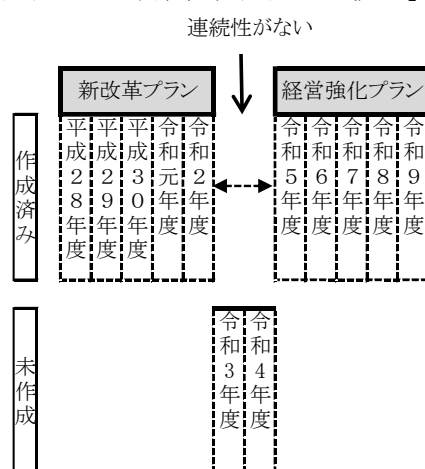 連続性がない
新改革プラン
経営強化プラン
作成済み
平成28年度
平成29年度
平成30年度
令和元年度
令和2年度
令和5年度
令和6年度
令和7年度
令和8年度
令和9年度
未作成
令和3年度
令和4年度